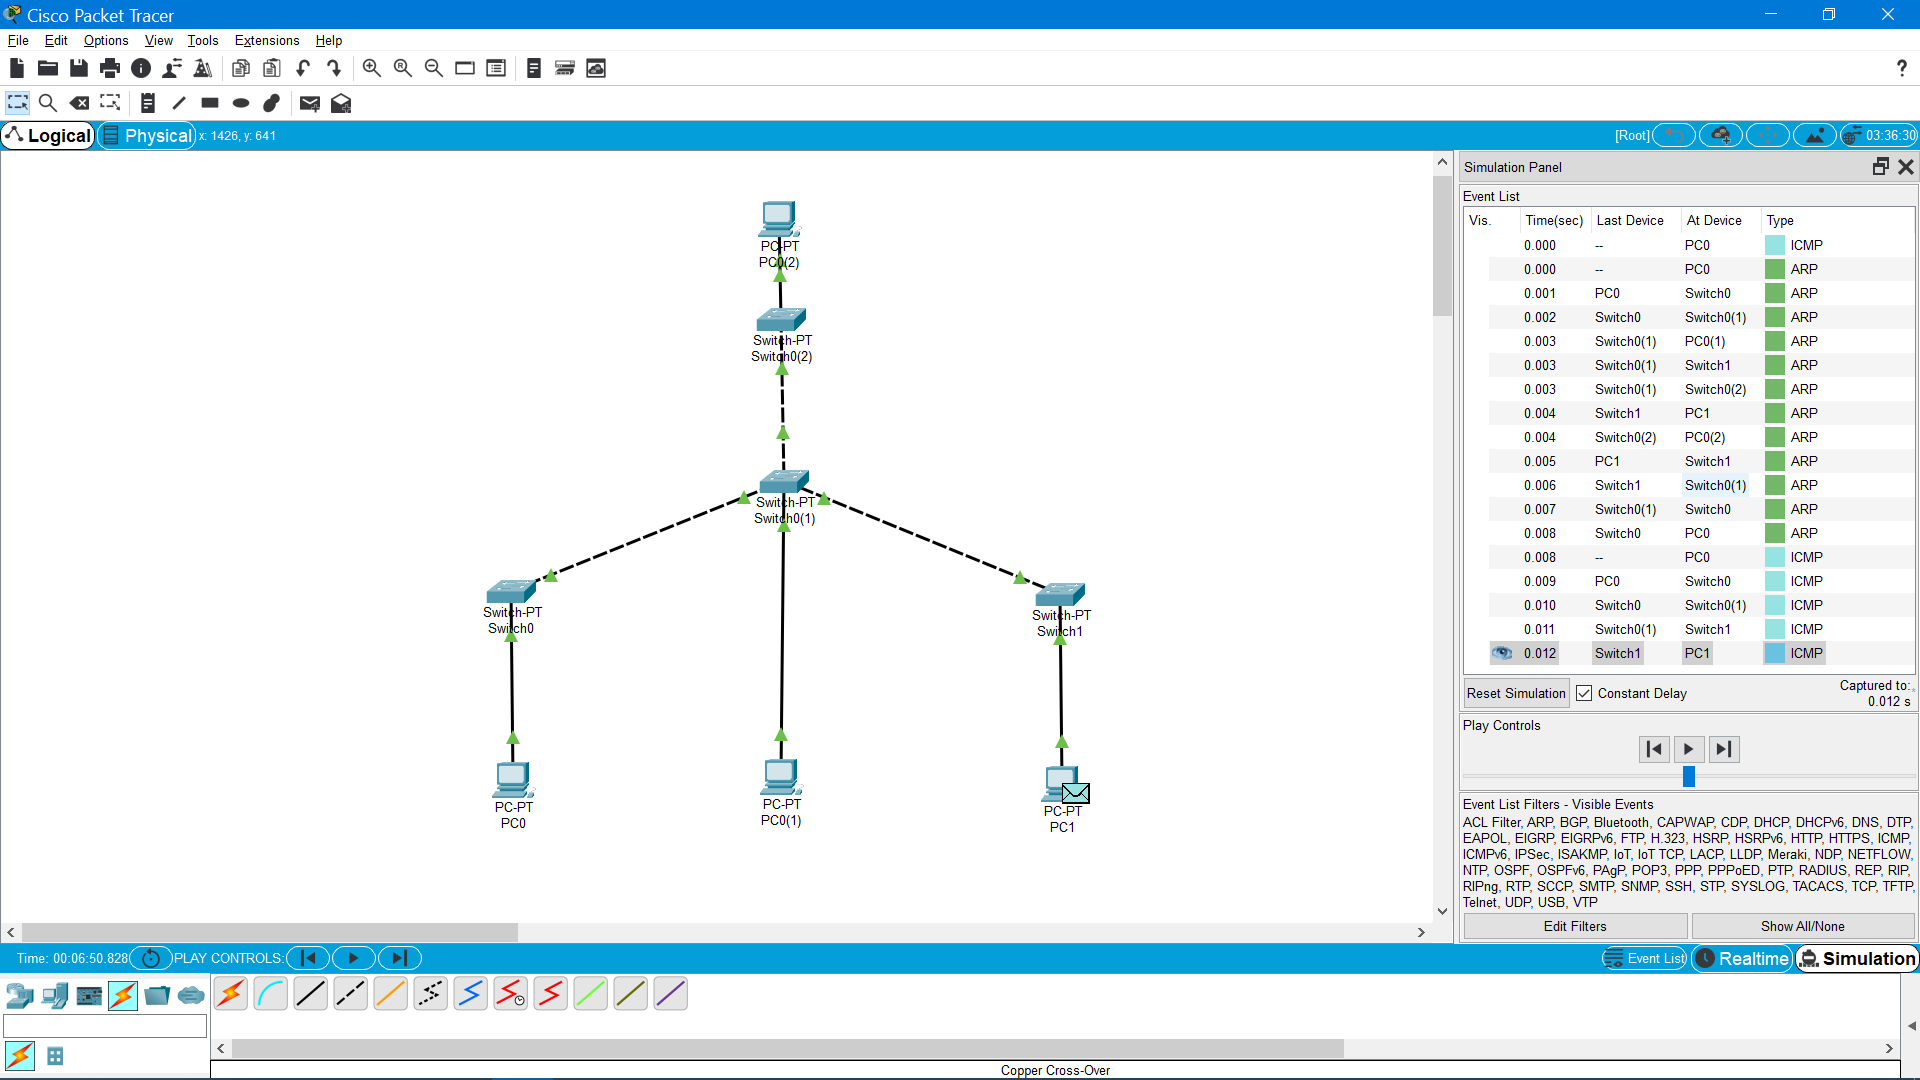 Cisco Packet Tracer
File Edit Options View Tools Extensions Help
?
Logical Physical x: 1426, y: 641 [Root] 03:36:30
PC-PT
PC0(2)
Switch-PT
Switch0(2)
Switch-PT
Switch0(1)
Switch-PT
Switch0
Switch-PT
Switch1
PC-PT
PC0
PC-PT
PC0(1)
PC-PT
PC1
Simulation Panel
Event List
Vis. Time(sec) Last Device At Device Type
0.000 -- PC0 ICMP
0.000 -- PC0 ARP
0.001 PC0 Switch0 ARP
0.002 Switch0 Switch0(1) ARP
0.003 Switch0(1) PC0(1) ARP
0.003 Switch0(1) Switch1 ARP
0.003 Switch0(1) Switch0(2) ARP
0.004 Switch1 PC1 ARP
0.004 Switch0(2) PC0(2) ARP
0.005 PC1 Switch1 ARP
0.006 Switch1 Switch0(1) ARP
0.007 Switch0(1) Switch0 ARP
0.008 Switch0 PC0 ARP
0.008 -- PC0 ICMP
0.009 PC0 Switch0 ICMP
0.010 Switch0 Switch0(1) ICMP
0.011 Switch0(1) Switch1 ICMP
0.012 Switch1 PC1 ICMP
Reset Simulation Constant Delay Captured to:
0.012 s
Play Controls
Event List Filters - Visible Events
ACL Filter, ARP, BGP, Bluetooth, CAPWAP, CDP, DHCP, DHCPv6, DNS, DTP,
EAPOL, EIGRP, EIGRPv6, FTP, H.323, HSRP, HSRPv6, HTTP, HTTPS, ICMP,
ICMPv6, IPSec, ISAKMP, IoT, IoT TCP, LACP, LLDP, Meraki, NDP, NETFLOW,
NTP, OSPF, OSPFv6, PAgP, POP3, PPP, PPPoED, PTP, RADIUS, REP, RIP,
RIPng, RTP, SCCP, SMTP, SNMP, SSH, STP, SYSLOG, TACACS, TCP, TFTP,
Telnet, UDP, USB, VTP
Edit Filters Show All/None
Time: 00:06:50.828 PLAY CONTROLS: Event List Realtime Simulation
Copper Cross-Over